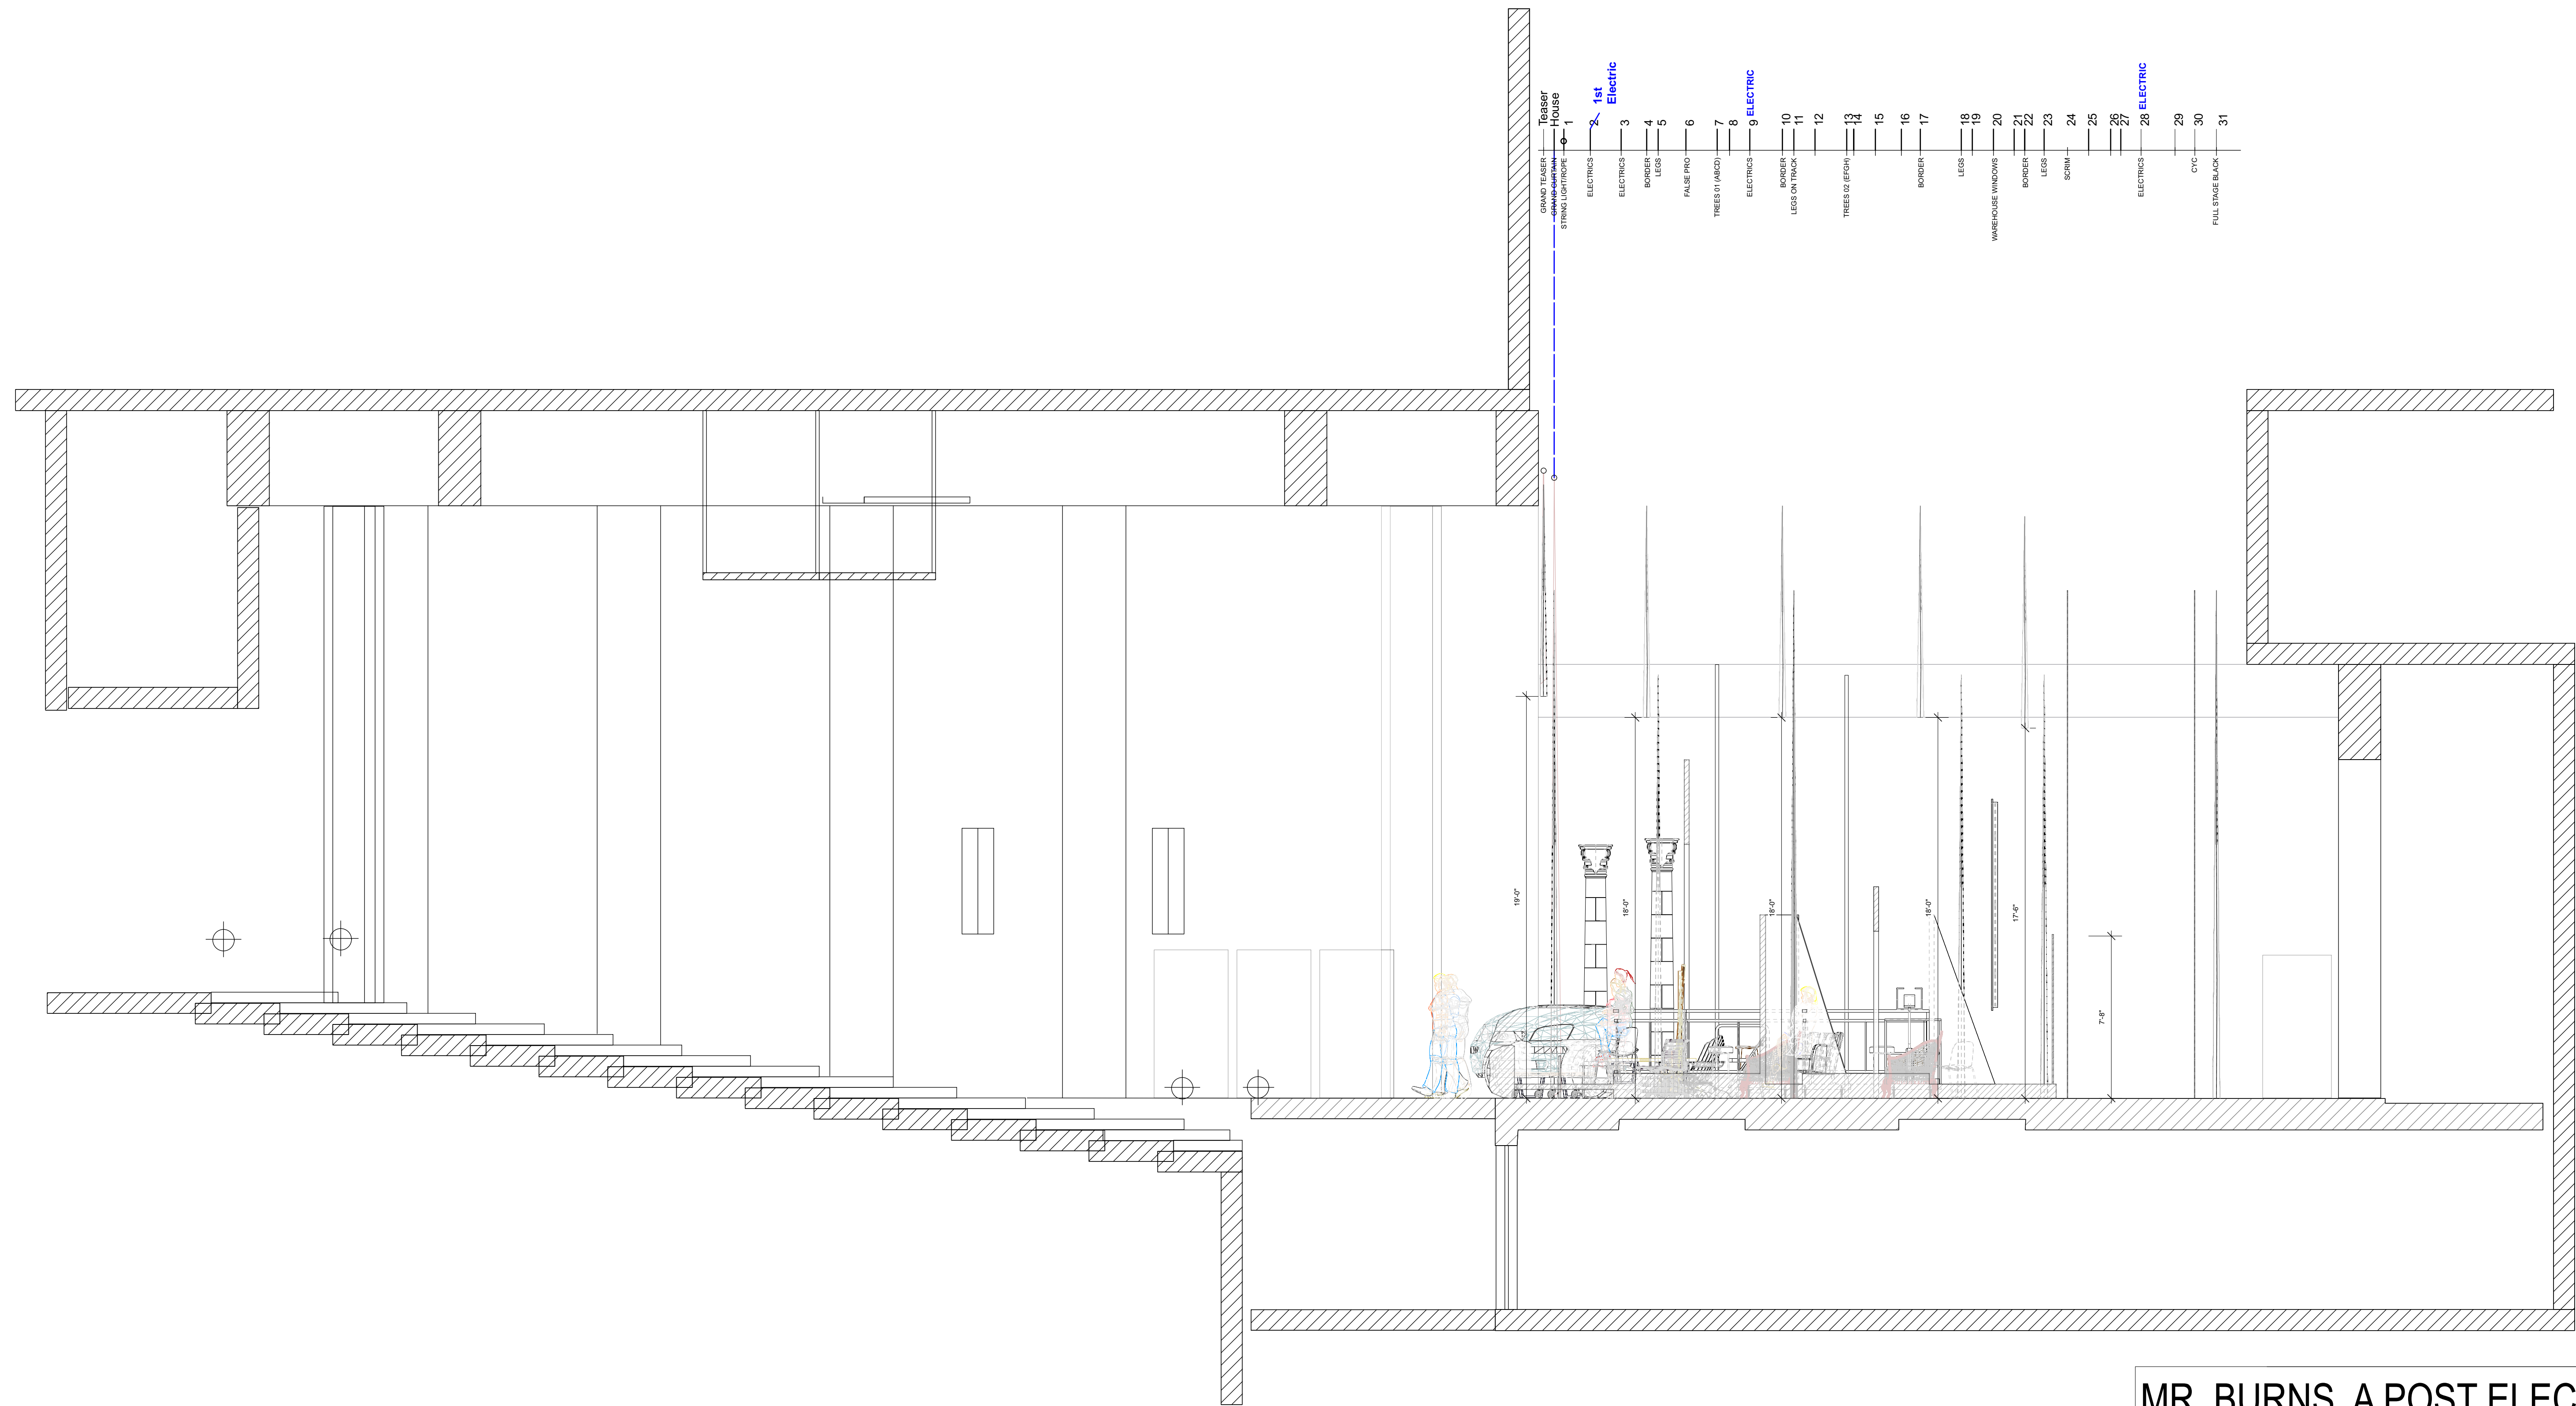 1st
Electric
ELECTRIC
ELECTRIC
Teaser
House
1
2
3
4
5
6
7
8
9
10
11
12
13
14
15
16
17
18
19
20
21
22
23
24
25
26
27
28
29
30
31
GRAND TEASER
GRAND CURTAIN
STRING LIGHT/ROPE
ELECTRICS
ELECTRICS
BORDER
LEGS
FALSE PRO
TREES 01 (ABCD)
ELECTRICS
BORDER
LEGS ON TRACK
TREES 02 (EFGH)
BORDER
LEGS
WAREHOUSE WINDOWS
BORDER
LEGS
SCRIM
ELECTRICS
CYC
FULL STAGE BLACK
19'-0"
18'-0"
18'-0"
18'-0"
17'-6"
7'-8"
MR. BURNS, A POST ELEC